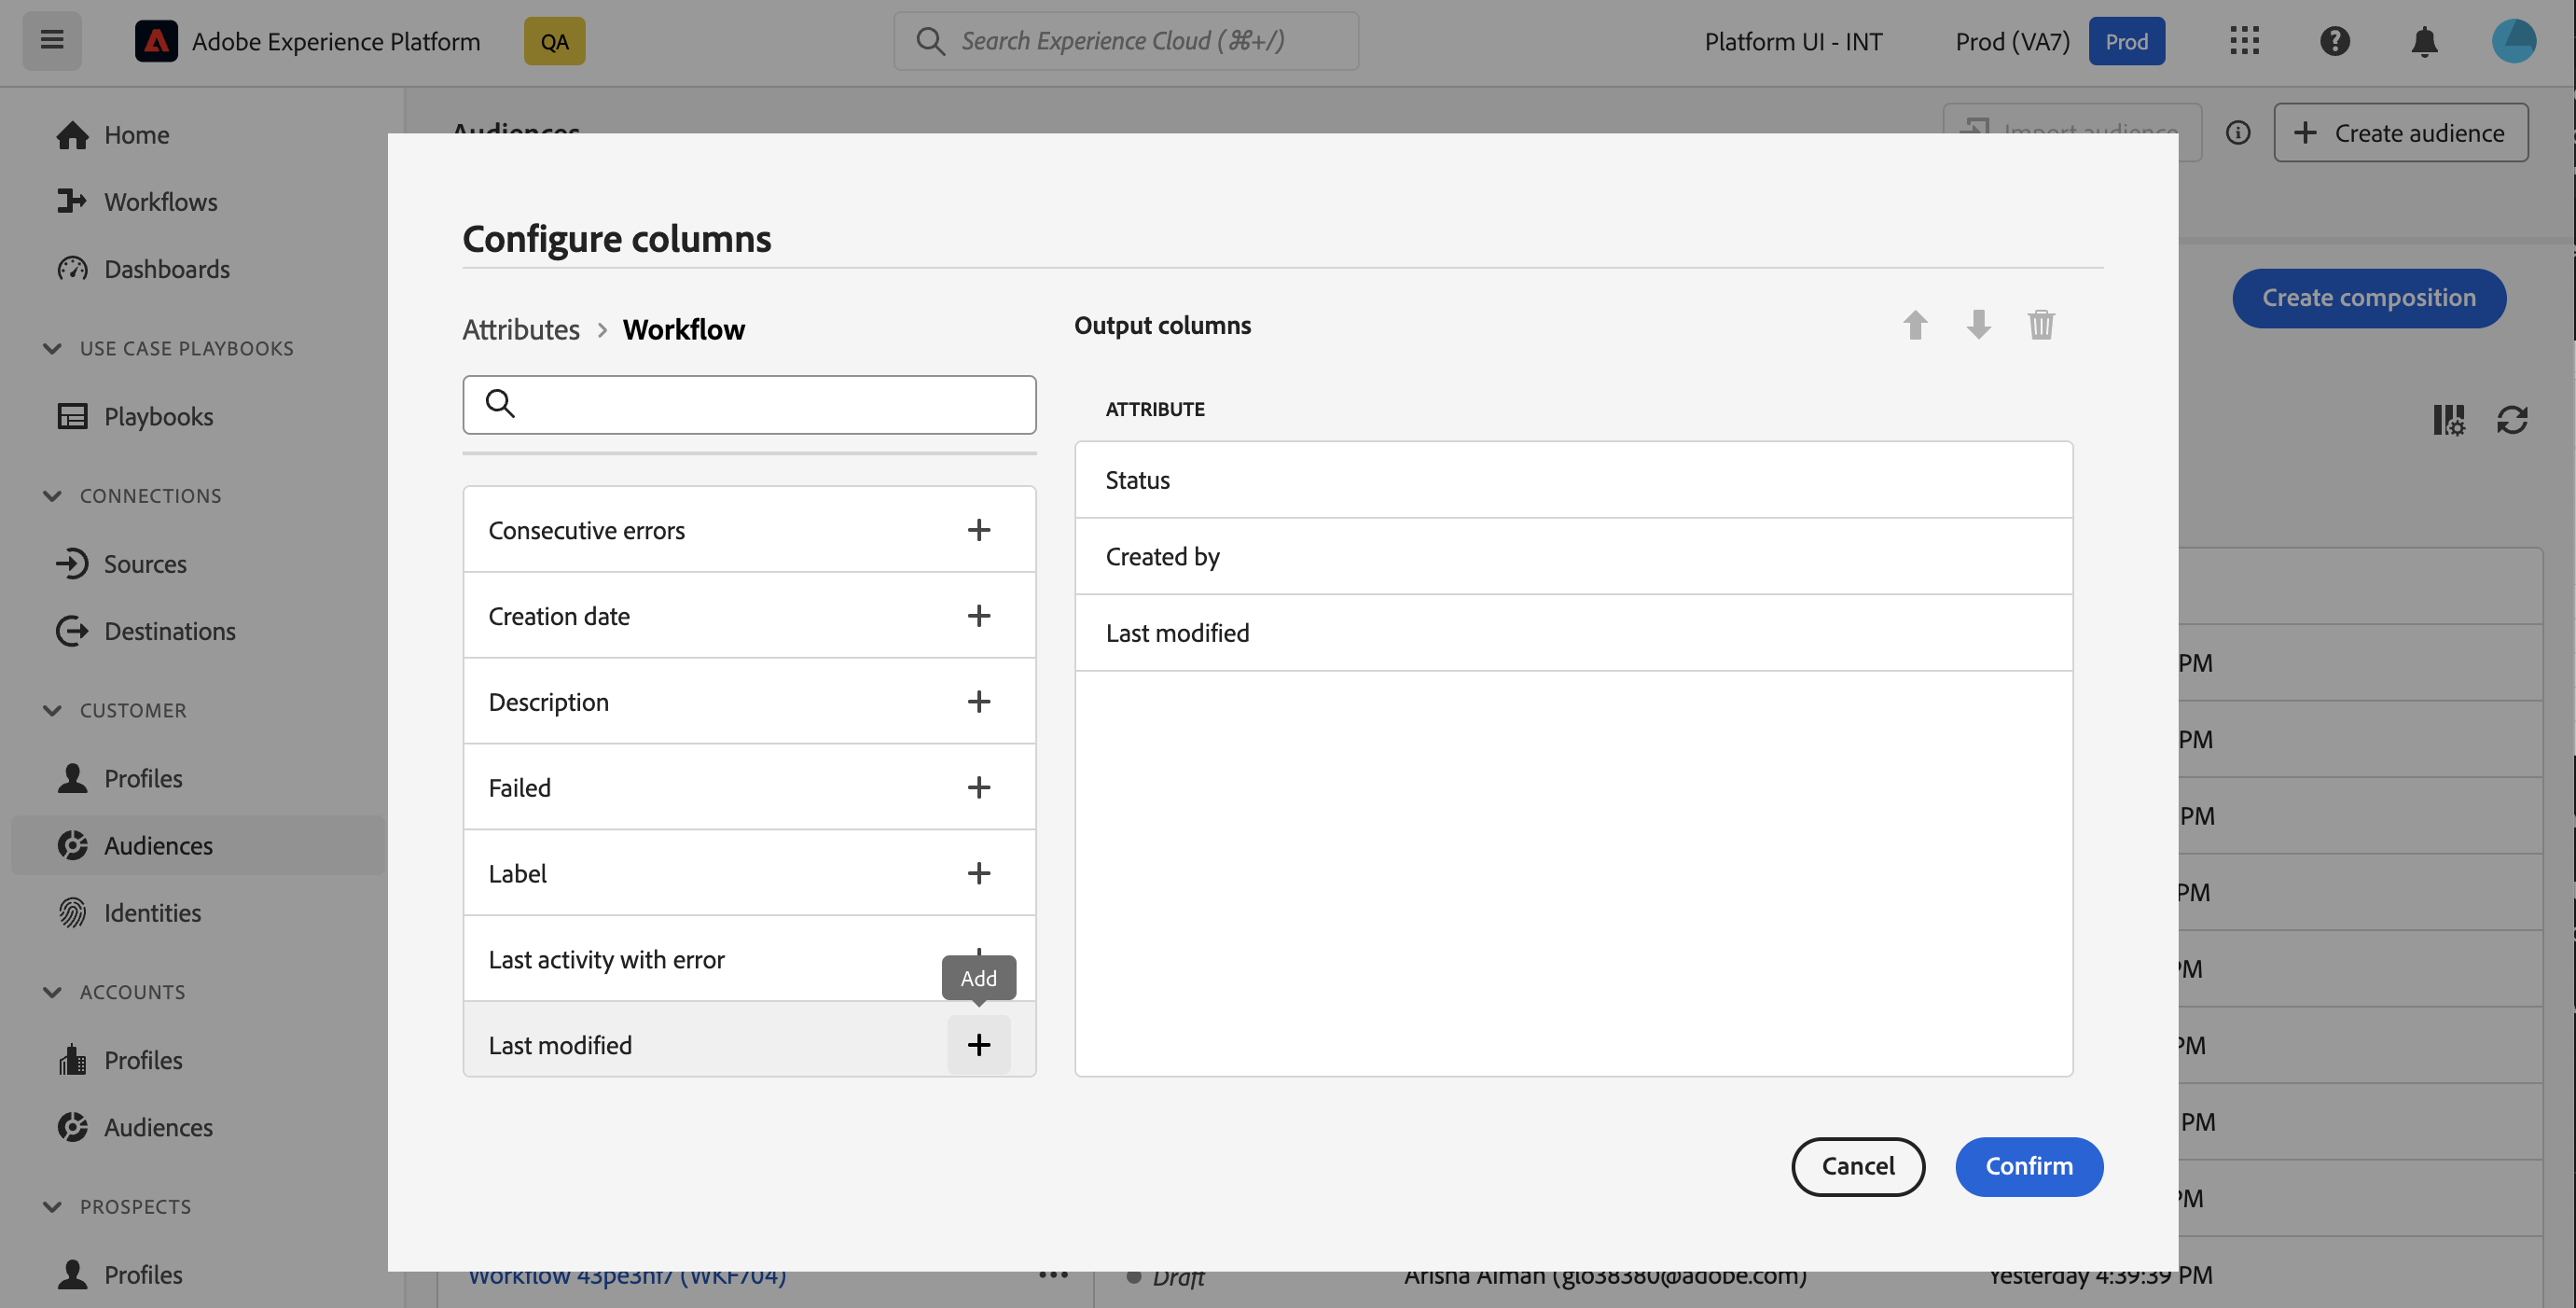 Adobe Experience Platform
QA
Search Experience Cloud (⌘+/)
Platform UI - INT
Prod (VA7)
Prod
Home
Workflows
Dashboards
USE CASE PLAYBOOKS
Playbooks
CONNECTIONS
Sources
Destinations
CUSTOMER
Profiles
Audiences
Identities
ACCOUNTS
Profiles
Audiences
PROSPECTS
Profiles
Audiences
Import audience
Create audience
Create composition
Configure columns
Attributes > Workflow
Consecutive errors
Creation date
Description
Failed
Label
Last activity with error
Add
Last modified
Output columns
ATTRIBUTE
Status
Created by
Last modified
Cancel
Confirm
PM
PM
PM
PM
PM
PM
PM
PM
Workflow 43pe3nf7 (WKF704)
Draft
Arisha Aiman (glo38380@adobe.com)
Yesterday 4:39:39 PM